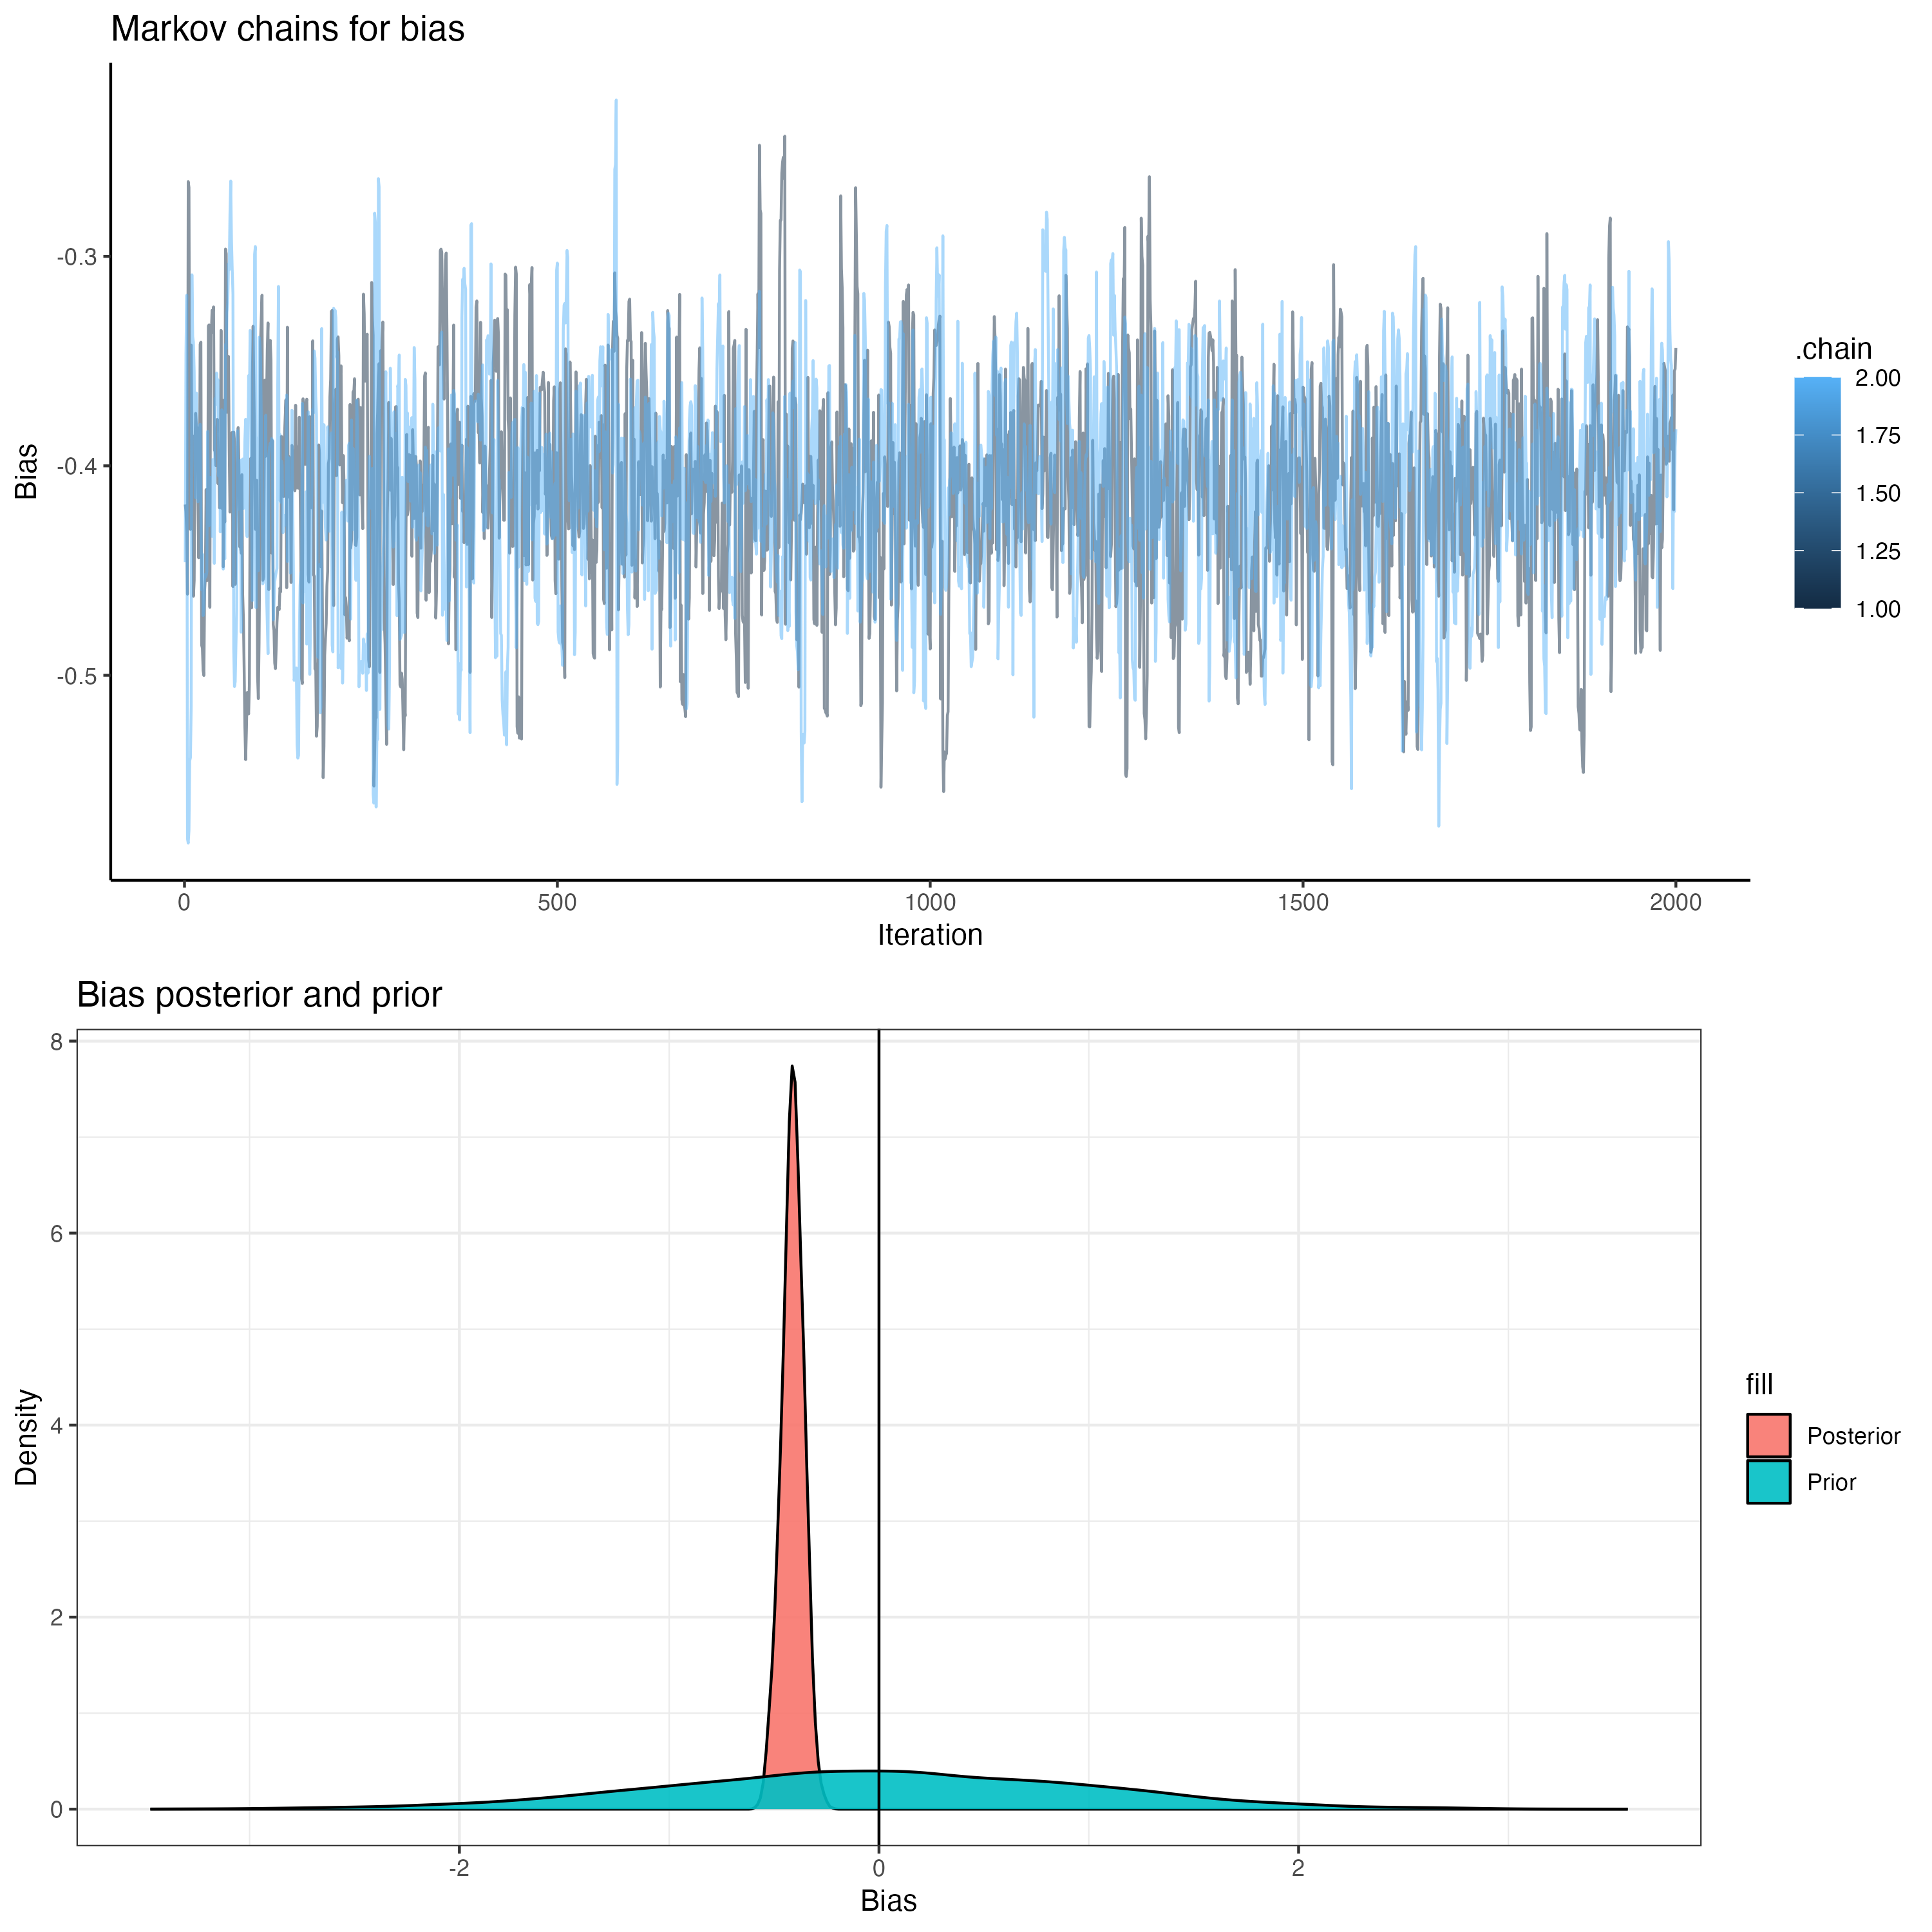 Markov chains for bias
-0.3
-0.4
-0.5
Bias
0 500 1000 1500 2000
Iteration
.chain
2.00
1.75
1.50
1.25
1.00
Bias posterior and prior
8
6
4
2
0
Density
-2 0 2
Bias
fill
Posterior
Prior